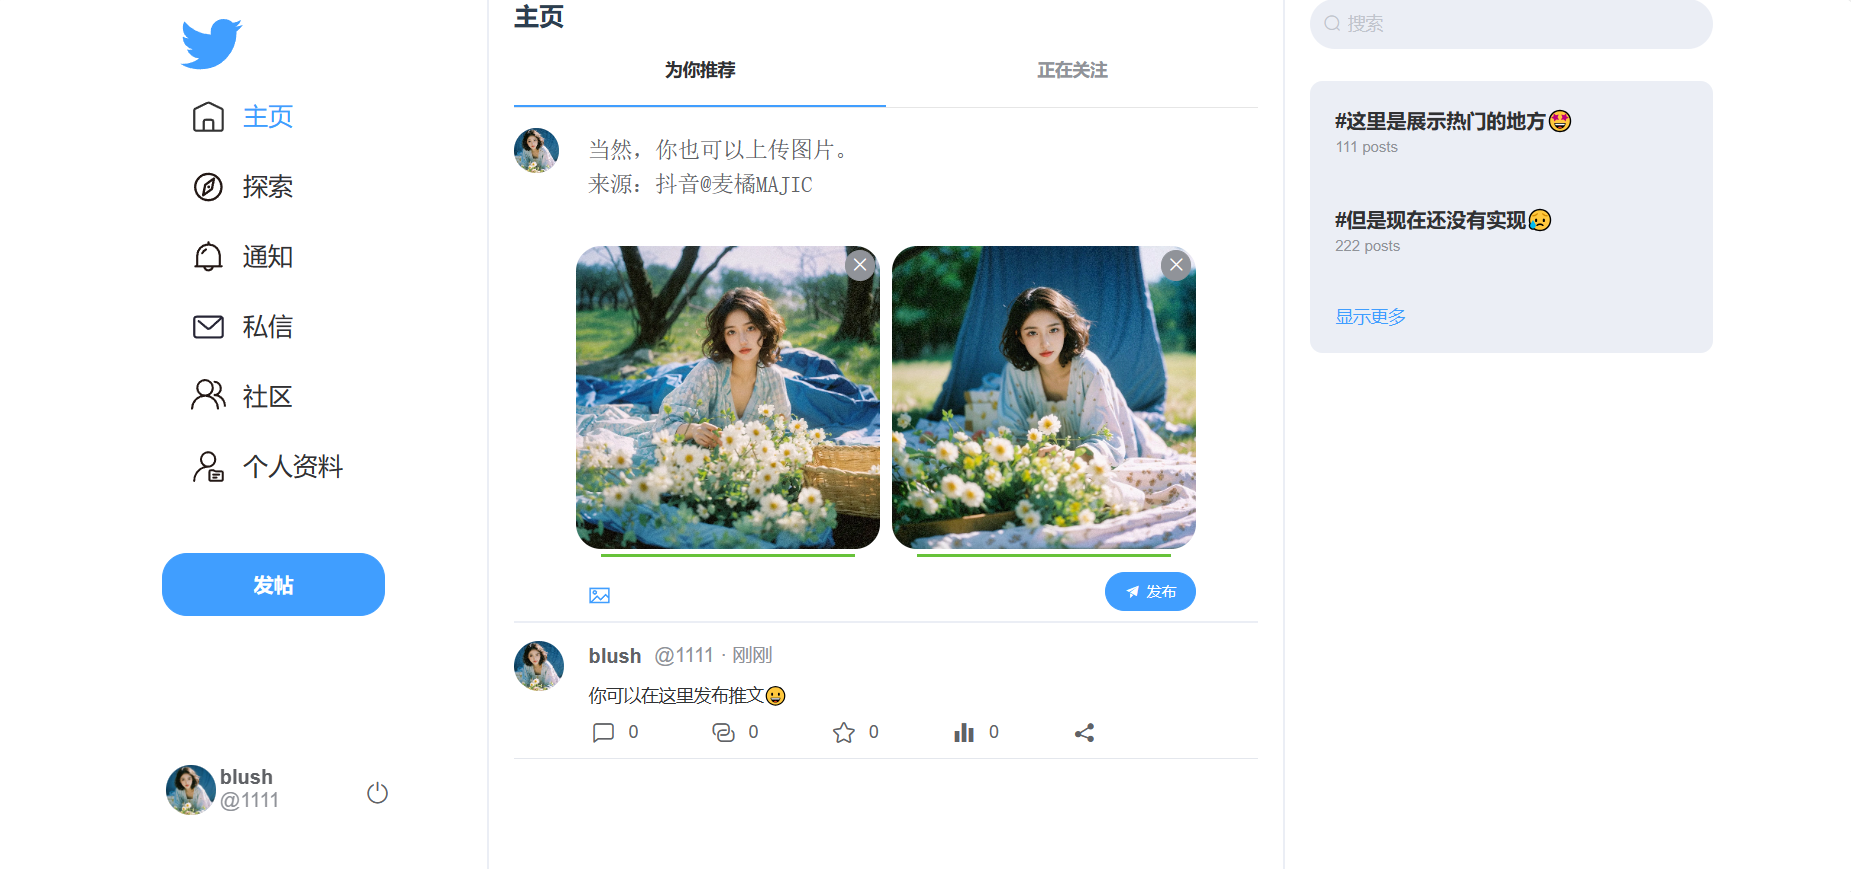 主页
探索
通知
私信
社区
个人资料
发帖
blush
@1111
主页
为你推荐
正在关注
当然，你也可以上传图片。
来源：抖音@麦橘MAJIC
发布
blush @1111 · 刚刚
你可以在这里发布推文😀
0 0 0 0
搜索
#这里是展示热门的地方🤩
111 posts
#但是现在还没有实现😥
222 posts
显示更多